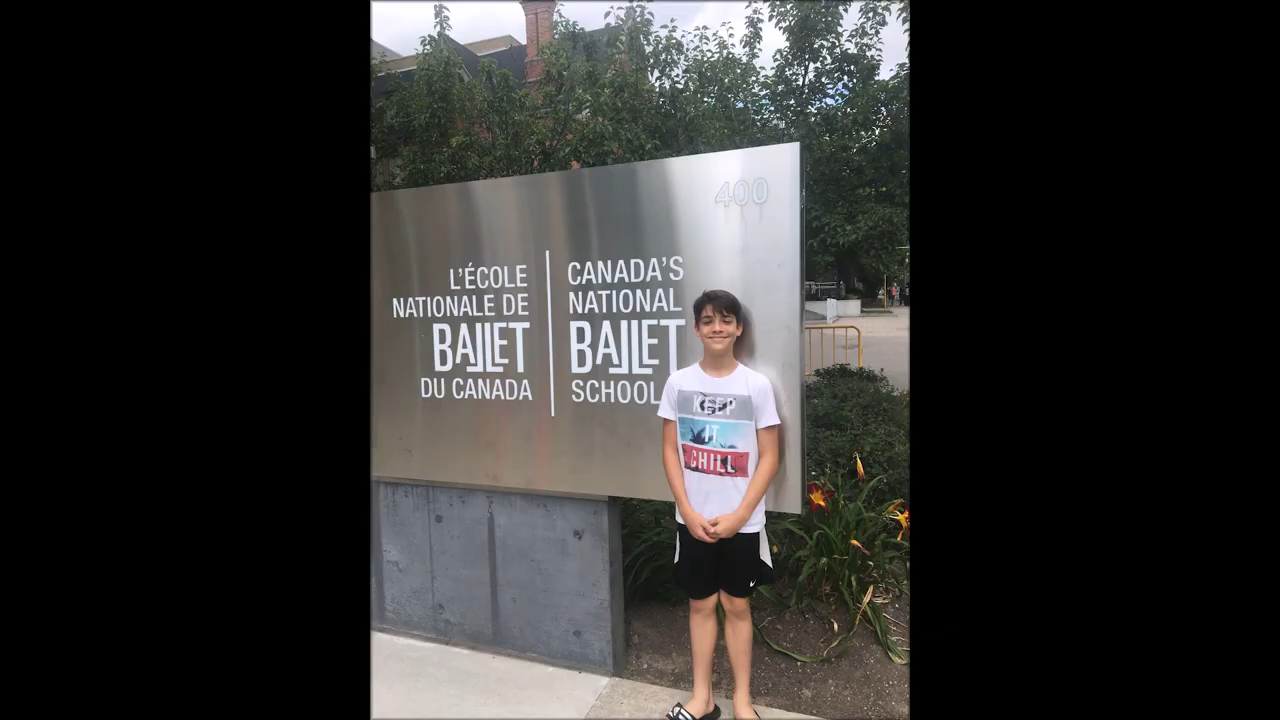 400
L'ÉCOLE
NATIONALE DE
BALLET
DU CANADA
CANADA'S
NATIONAL
BALLET
SCHOOL
KEEP
IT
CHILL